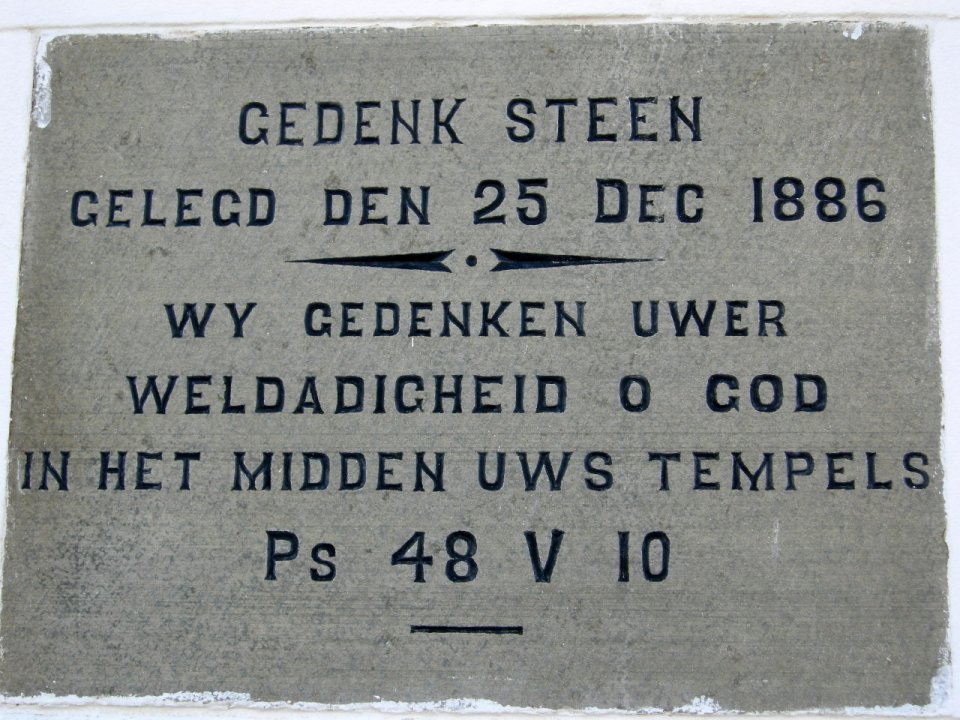 GEDENK STEEN
GELEGD DEN 25 DEC 1886
WY GEDENKEN UWER
WELDADIGHEID O GOD
IN HET MIDDEN UWS TEMPELS
Ps 48 V 10